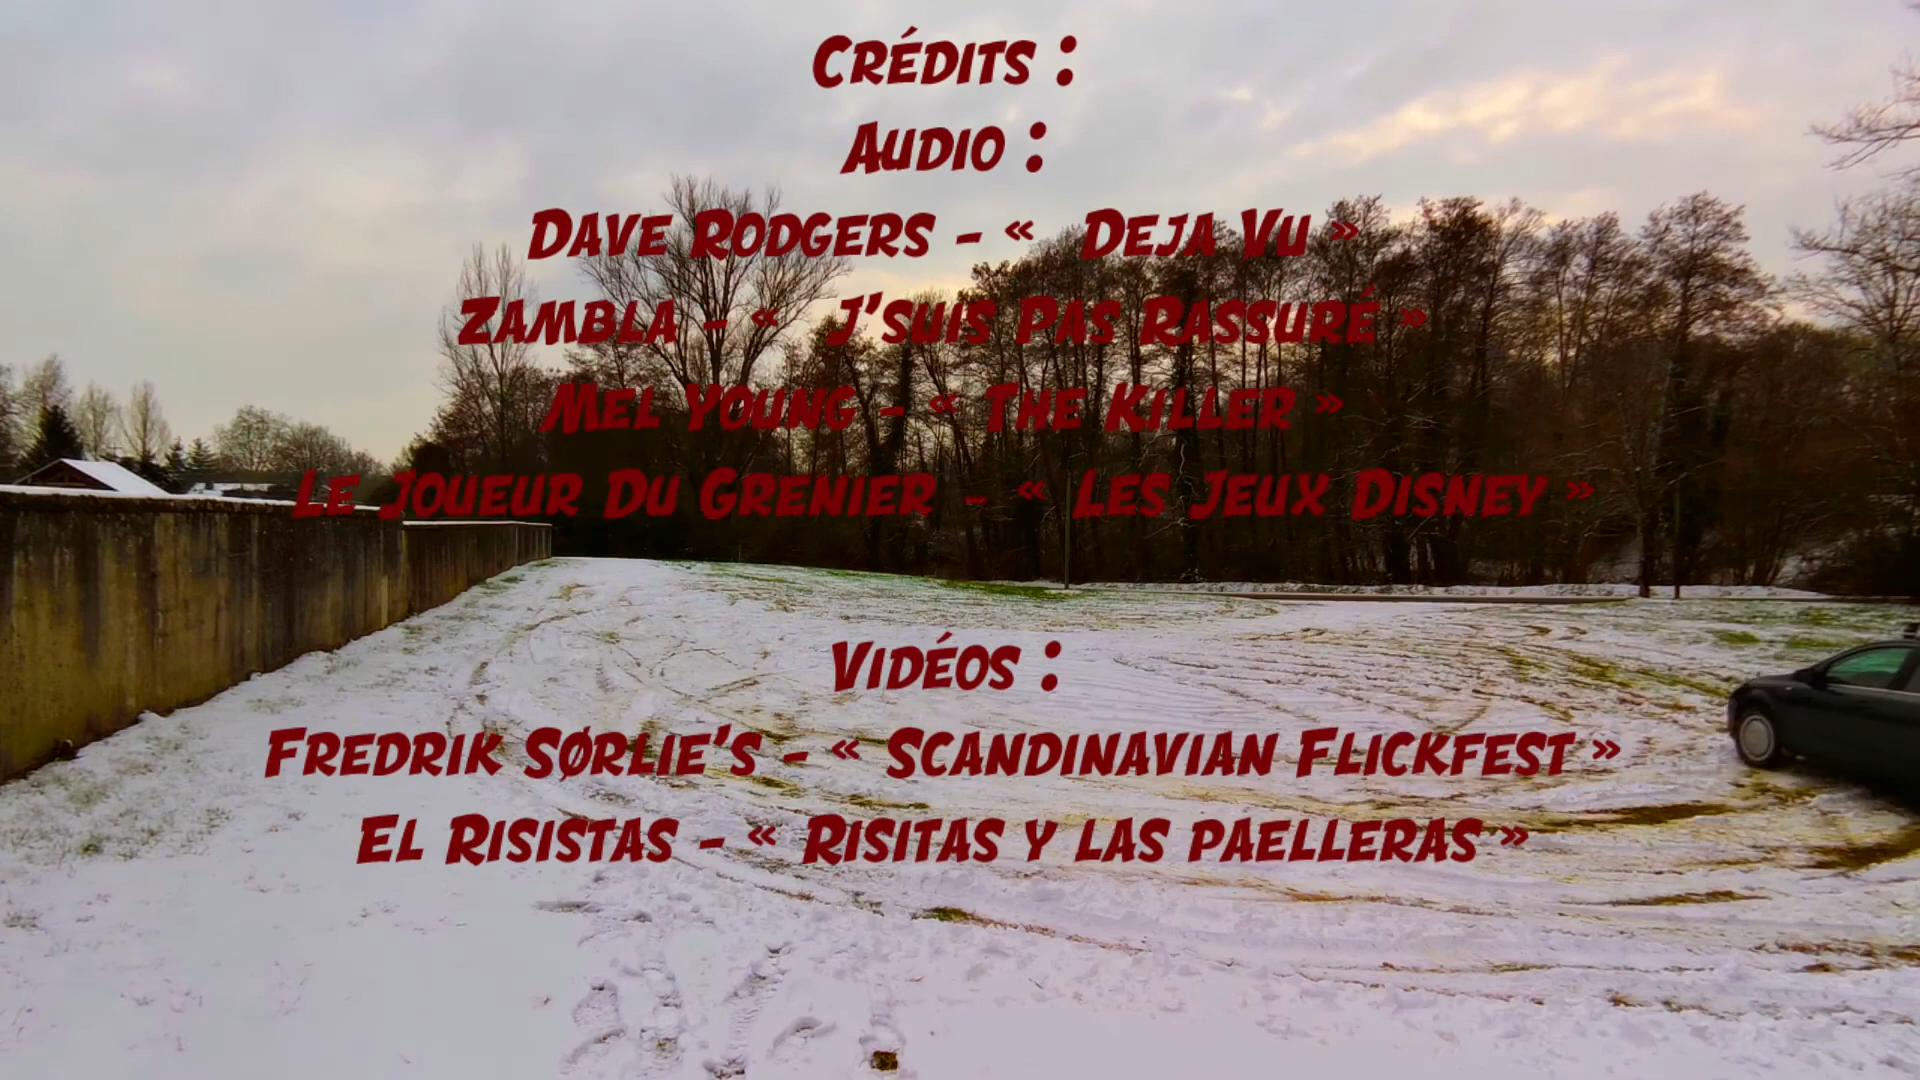 Crédits :
Audio :
Dave Rodgers - « Deja Vu »
Zambla - « J'suis Pas Rassuré »
Mel Young - « The Killer »
Le Joueur Du Grenier - « Les Jeux Disney »
Vidéos :
Fredrik Sørlie's - « Scandinavian Flickfest »
El Risistas - « Risitas y las paelleras »